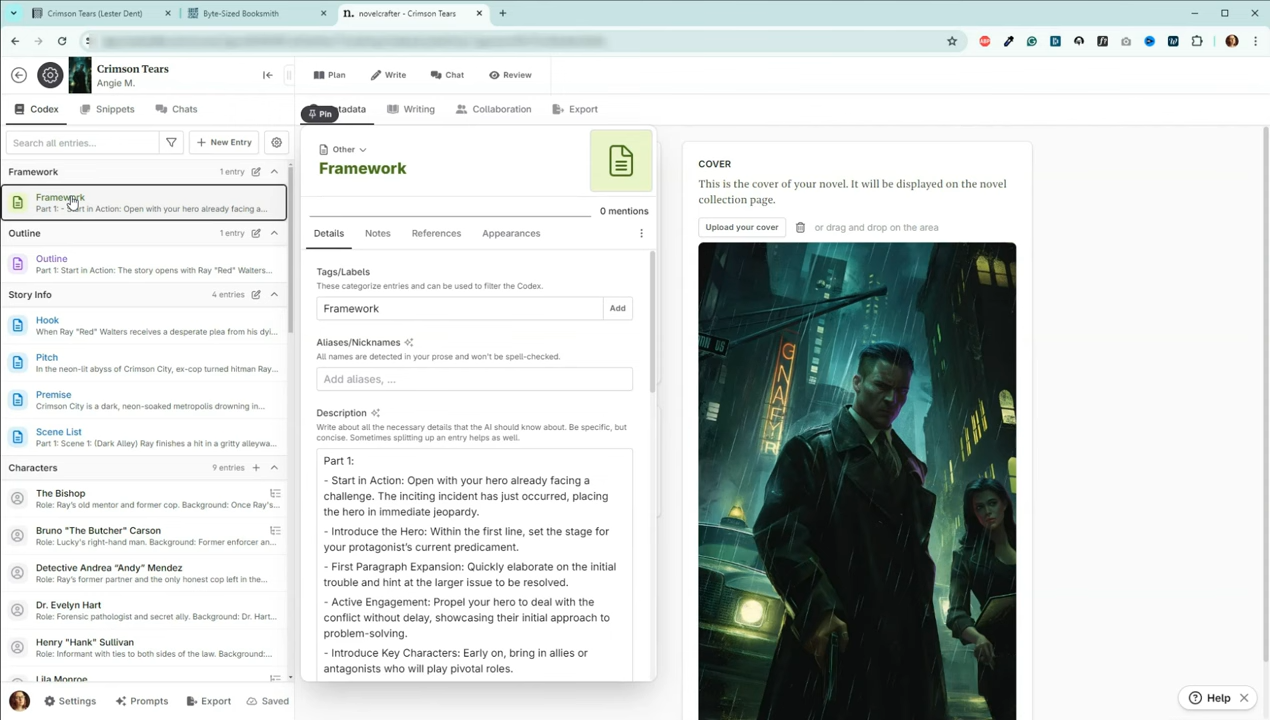 Crimson Tears (Lester Dent)
Byte-Sized Booksmith
novelcrafter - Crimson Tears
Crimson Tears
Angie M.
Plan
Write
Chat
Review
Codex
Snippets
Chats
Pin
tadata
Writing
Collaboration
Export
Search all entries...
New Entry
Framework
1 entry
Framework
Part 1: - Start in Action: Open with your hero already facing a...
Outline
1 entry
Outline
Part 1: Start in Action: The story opens with Ray "Red" Walters...
Story Info
4 entries
Hook
When Ray "Red" Walters receives a desperate plea from his dyi...
Pitch
In the neon-lit abyss of Crimson City, ex-cop turned hitman Ray...
Premise
Crimson City is a dark, neon-soaked metropolis drowning in...
Scene List
Part 1: Scene 1: (Dark Alley) Ray finishes a hit in a gritty alleywa...
Characters
9 entries
The Bishop
Role: Ray's old mentor and former cop. Background: Once Ray's...
Bruno "The Butcher" Carson
Role: Lucky's right-hand man. Background: Former enforcer an...
Detective Andrea "Andy" Mendez
Role: Ray's former partner and the only honest cop left in the...
Dr. Evelyn Hart
Role: Forensic pathologist and secret ally. Background: Dr. Hart...
Henry "Hank" Sullivan
Role: Informant with ties to both sides of the law. Background:...
Lila Monroe
Settings
Prompts
Export
Saved
Other
Framework
0 mentions
Details
Notes
References
Appearances
Tags/Labels
These categorize entries and can be used to filter the Codex.
Framework
Add
Aliases/Nicknames
All names are detected in your prose and won't be spell-checked.
Add aliases, ...
Description
Write about all the necessary details that the AI should know about. Be specific, but
concise. Sometimes splitting up an entry helps as well.
Part 1:
- Start in Action: Open with your hero already facing a
challenge. The inciting incident has just occurred, placing
the hero in immediate jeopardy.
- Introduce the Hero: Within the first line, set the stage for
your protagonist's current predicament.
- First Paragraph Expansion: Quickly elaborate on the initial
trouble and hint at the larger issue to be resolved.
- Active Engagement: Propel your hero to deal with the
conflict without delay, showcasing their initial approach to
problem-solving.
- Introduce Key Characters: Early on, bring in allies or
antagonists who will play pivotal roles.
COVER
This is the cover of your novel. It will be displayed on the novel
collection page.
Upload your cover
or drag and drop on the area
Help